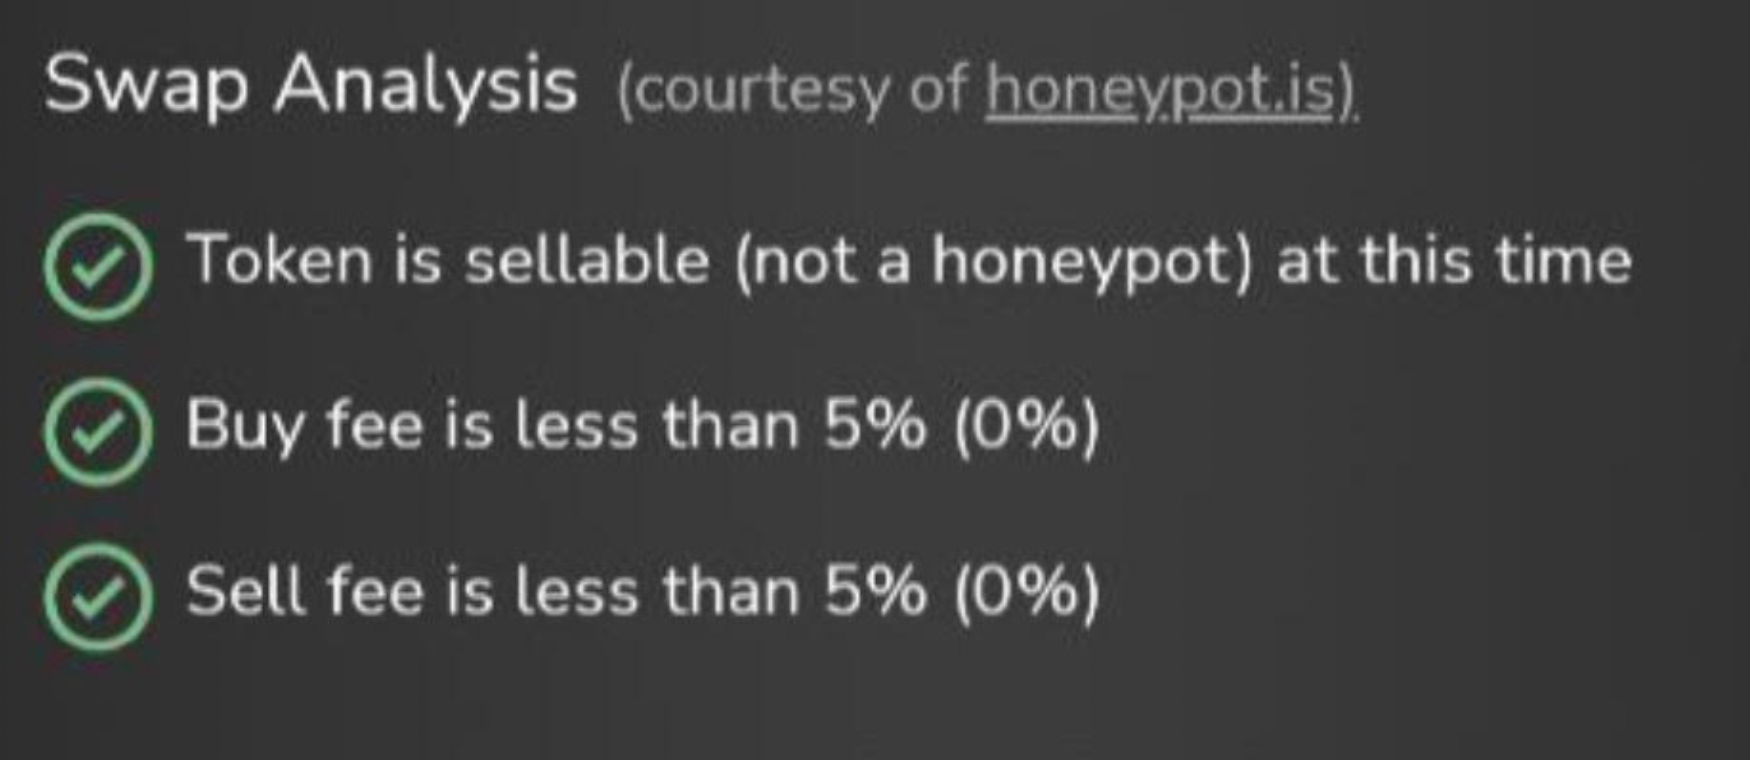 Swap Analysis (courtesy of honeypot.is).
Token is sellable (not a honeypot) at this time
Buy fee is less than 5% (0%)
Sell fee is less than 5% (0%)